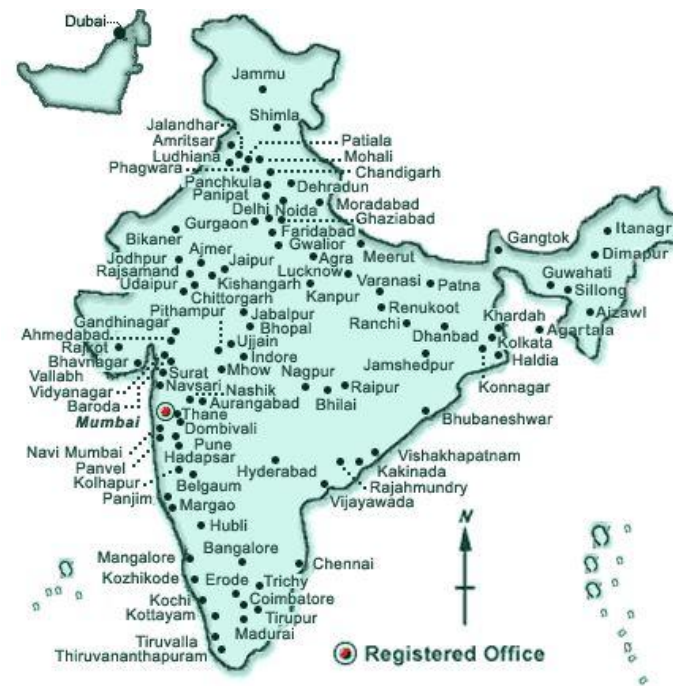 Dubai
Jammu
Shimla
Jalandhar
Amritsar
Ludhiana
Phagwara
Patiala
Mohali
Chandigarh
Panchkula
Panipat
Dehradun
Delhi
Noida
Moradabad
Ghaziabad
Gurgaon
Faridabad
Bikaner
Gwalior
Meerut
Gangtok
Itanagr
Dimapur
Jodhpur
Ajmer
Jaipur
Agra
Rajsamand
Lucknow
Varanasi
Patna
Guwahati
Sillong
Udaipur
Kishangarh
Chittorgarh
Kanpur
Renukoot
Aizawl
Pithampur
Gandhinagar
Jabalpur
Ranchi
Khardah
Agartala
Ahmedabad
Bhopal
Dhanbad
Kolkata
Rajkot
Ujjain
Bhavnagar
Indore
Jamshedpur
Haldia
Vallabh
Vidyanagar
Surat
Mhow
Nagpur
Raipur
Konnagar
Navsari
Nashik
Bhilai
Baroda
Aurangabad
Mumbai
Thane
Bhubaneshwar
Dombivali
Navi Mumbai
Pune
Panvel
Hadapsar
Hyderabad
Vishakhapatnam
Kakinada
Kolhapur
Belgaum
Rajahmundry
Panjim
Vijayawada
Margao
N
Hubli
Bangalore
Mangalore
Chennai
Kozhikode
Erode
Trichy
Kochi
Coimbatore
Kottayam
Tirupur
Madurai
Tiruvalla
Thiruvananthapuram
Registered Office